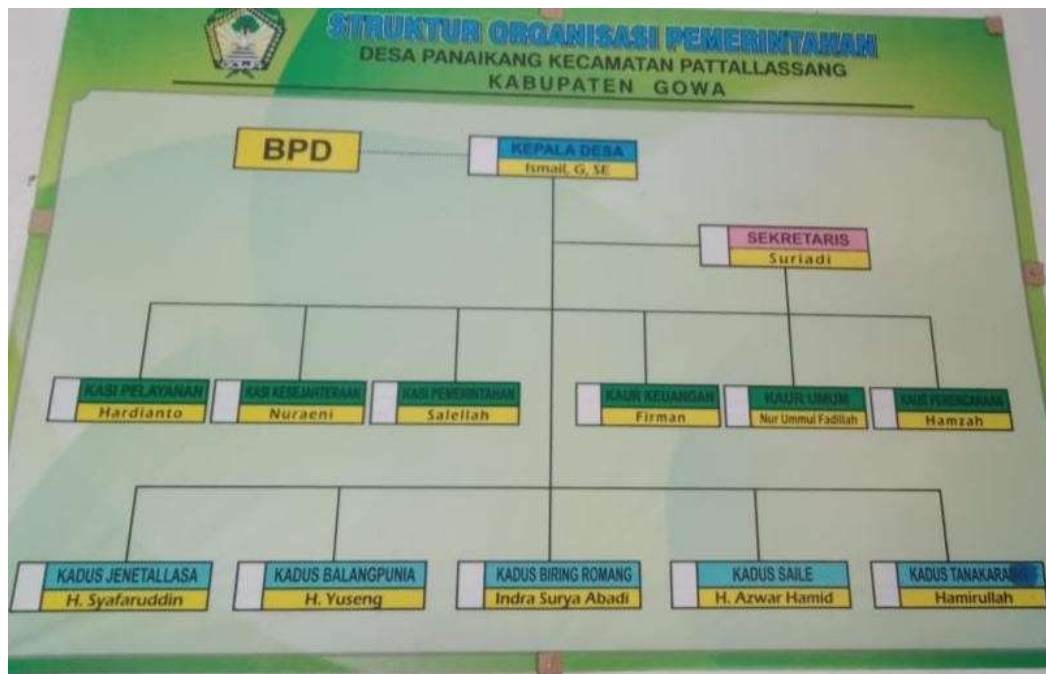 STRUKTUR ORGANISASI PEMERINTAHAN
DESA PANAIKANG KECAMATAN PATTALLASSANG
KABUPATEN GOWA
BPD
KEPALA DESA
Ismail, G, SE
SEKRETARIS
Suriadi
KASI PELAYANAN
Hardianto
KASI KESEJAHTERAAN
Nuraeni
KASI PEMERINTAHAN
Salellah
KAUR KEUANGAN
Firman
KAUR UMUM
Nur Ummul Fadillah
KAUR PERENCANAAN
Hamzah
KADUS JENETALLASA
H. Syafaruddin
KADUS BALANGPUNIA
H. Yuseng
KADUS BIRING ROMANG
Indra Surya Abadi
KADUS SAILE
H. Azwar Hamid
KADUS
Hamirullah